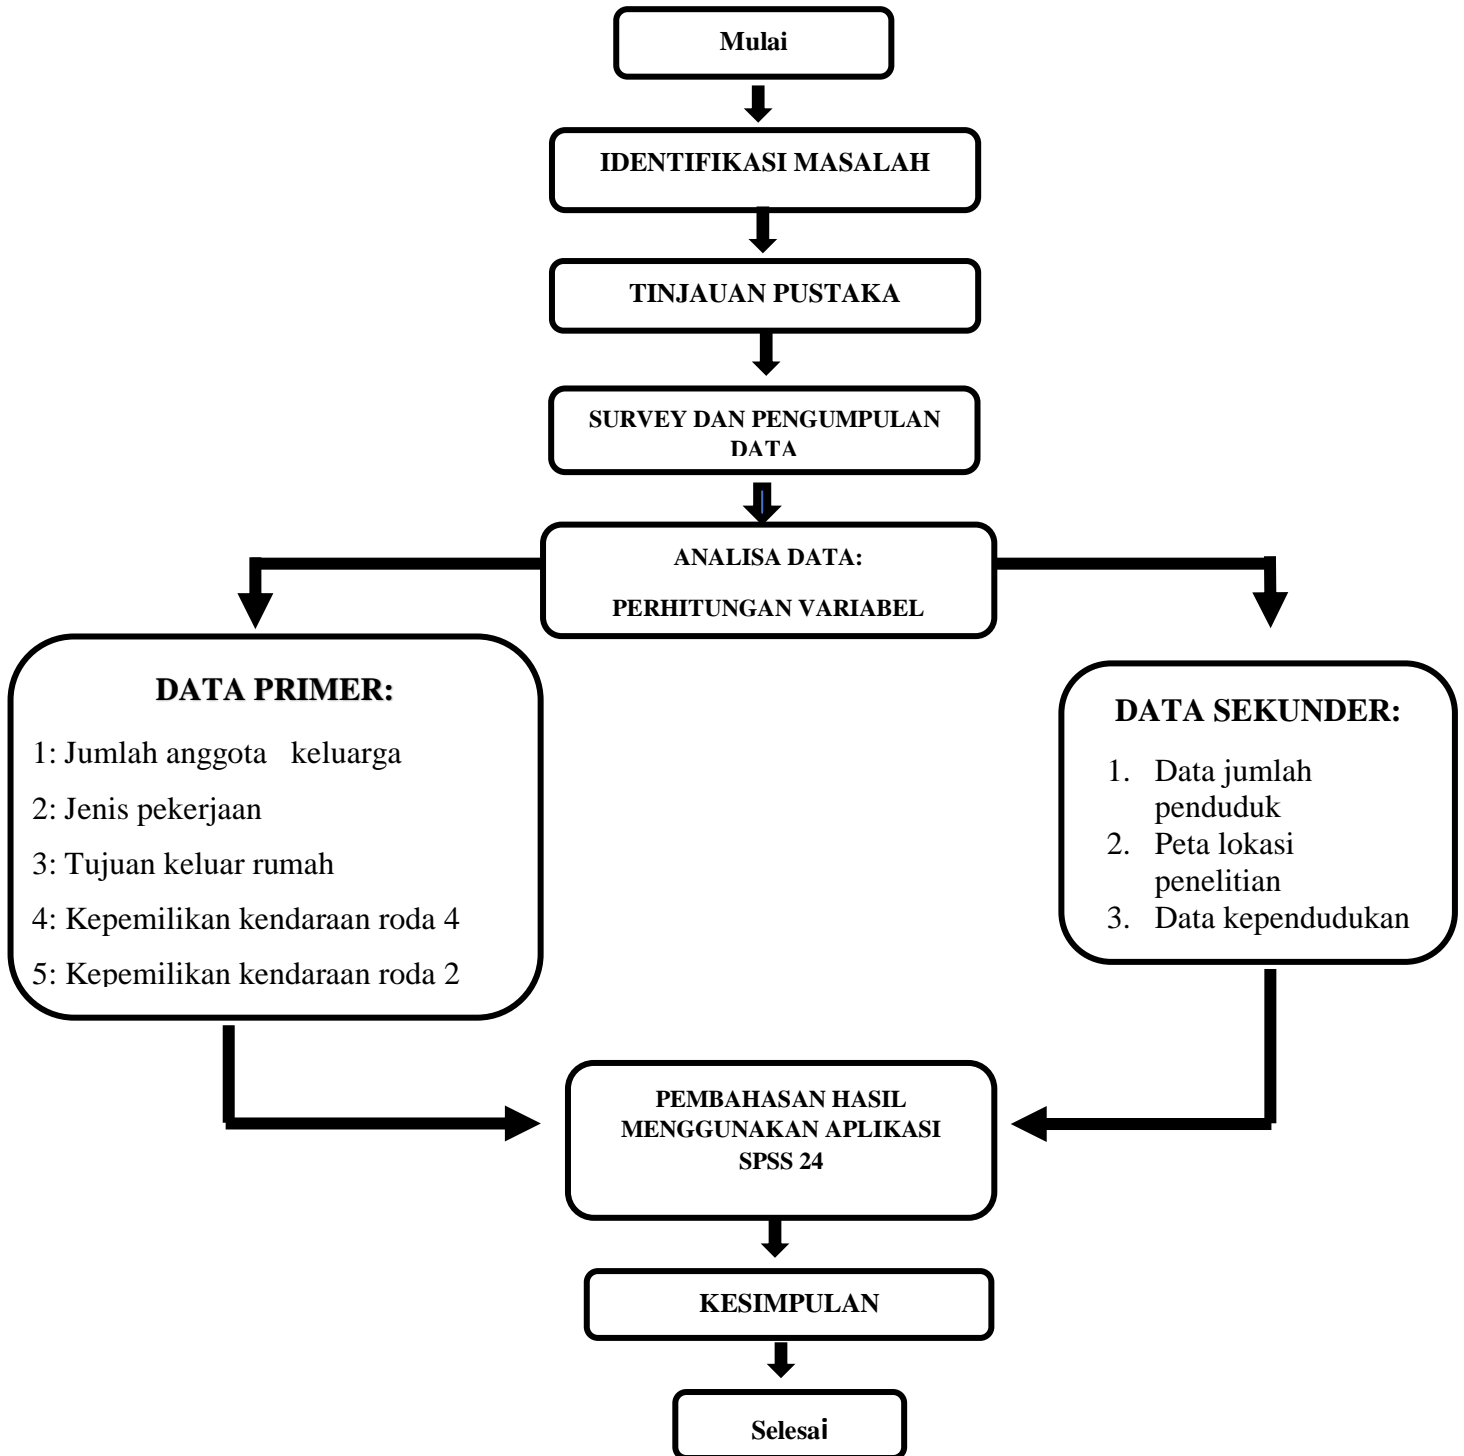 Mulai
IDENTIFIKASI MASALAH
TINJAUAN PUSTAKA
SURVEY DAN PENGUMPULAN
DATA
ANALISA DATA:
PERHITUNGAN VARIABEL
DATA PRIMER:
1: Jumlah anggota keluarga
2: Jenis pekerjaan
3: Tujuan keluar rumah
4: Kepemilikan kendaraan roda 4
5: Kepemilikan kendaraan roda 2
DATA SEKUNDER:
1. Data jumlah
penduduk
2. Peta lokasi
penelitian
3. Data kependudukan
PEMBAHASAN HASIL
MENGGUNAKAN APLIKASI
SPSS 24
KESIMPULAN
Selesai